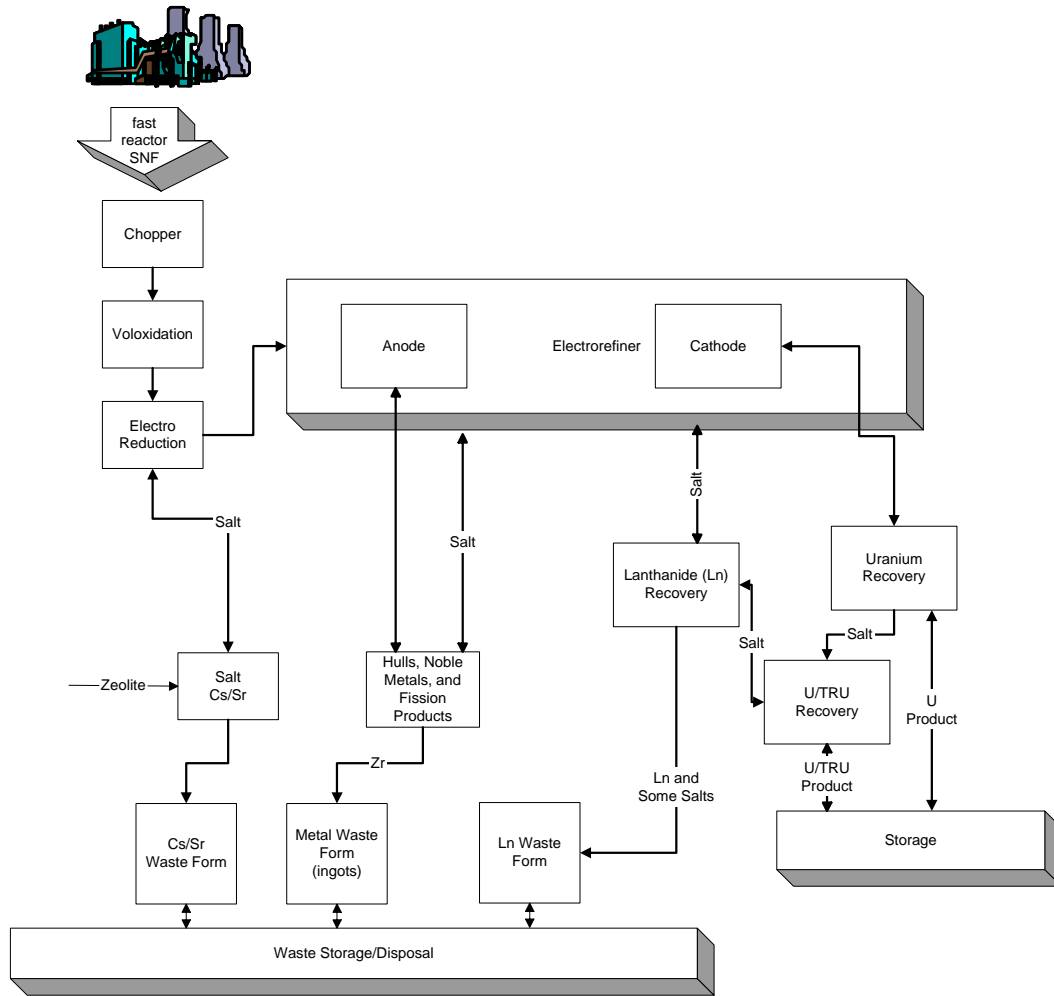 fast
reactor
SNF
Chopper
Voloxidation
Electro
Reduction
Anode
Electrorefiner
Cathode
Salt
Salt
Salt
Lanthanide (Ln)
Recovery
Uranium
Recovery
Salt
Salt
Zeolite
Salt
Cs/Sr
Hulls, Noble
Metals, and
Fission
Products
U/TRU
Recovery
U
Product
Zr
Ln and
Some Salts
U/TRU
Product
Cs/Sr
Waste Form
Metal Waste
Form
(ingots)
Ln Waste
Form
Storage
Waste Storage/Disposal